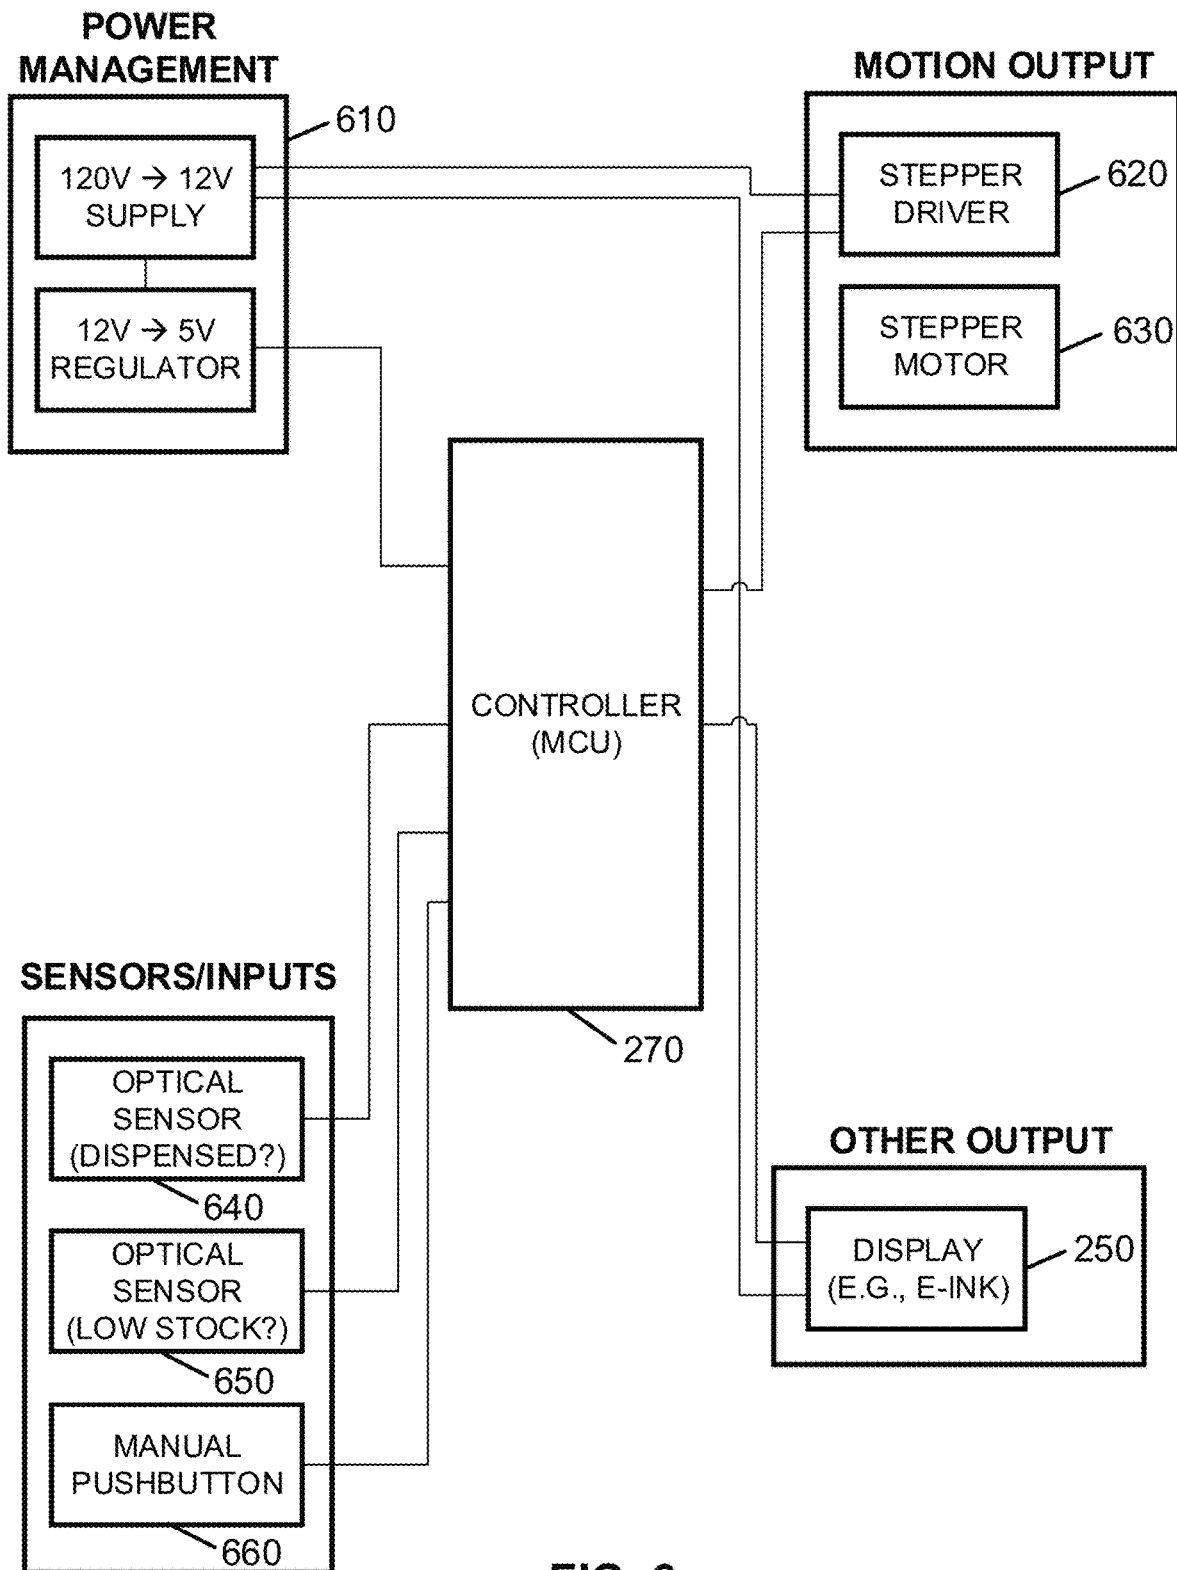 POWER
MANAGEMENT
610
120V → 12V
SUPPLY
12V → 5V
REGULATOR
MOTION OUTPUT
STEPPER
DRIVER
620
STEPPER
MOTOR
630
CONTROLLER
(MCU)
270
SENSORS/INPUTS
OPTICAL
SENSOR
(DISPENSED?)
640
OPTICAL
SENSOR
(LOW STOCK?)
650
MANUAL
PUSHBUTTON
660
OTHER OUTPUT
DISPLAY
(E.G., E-INK)
250